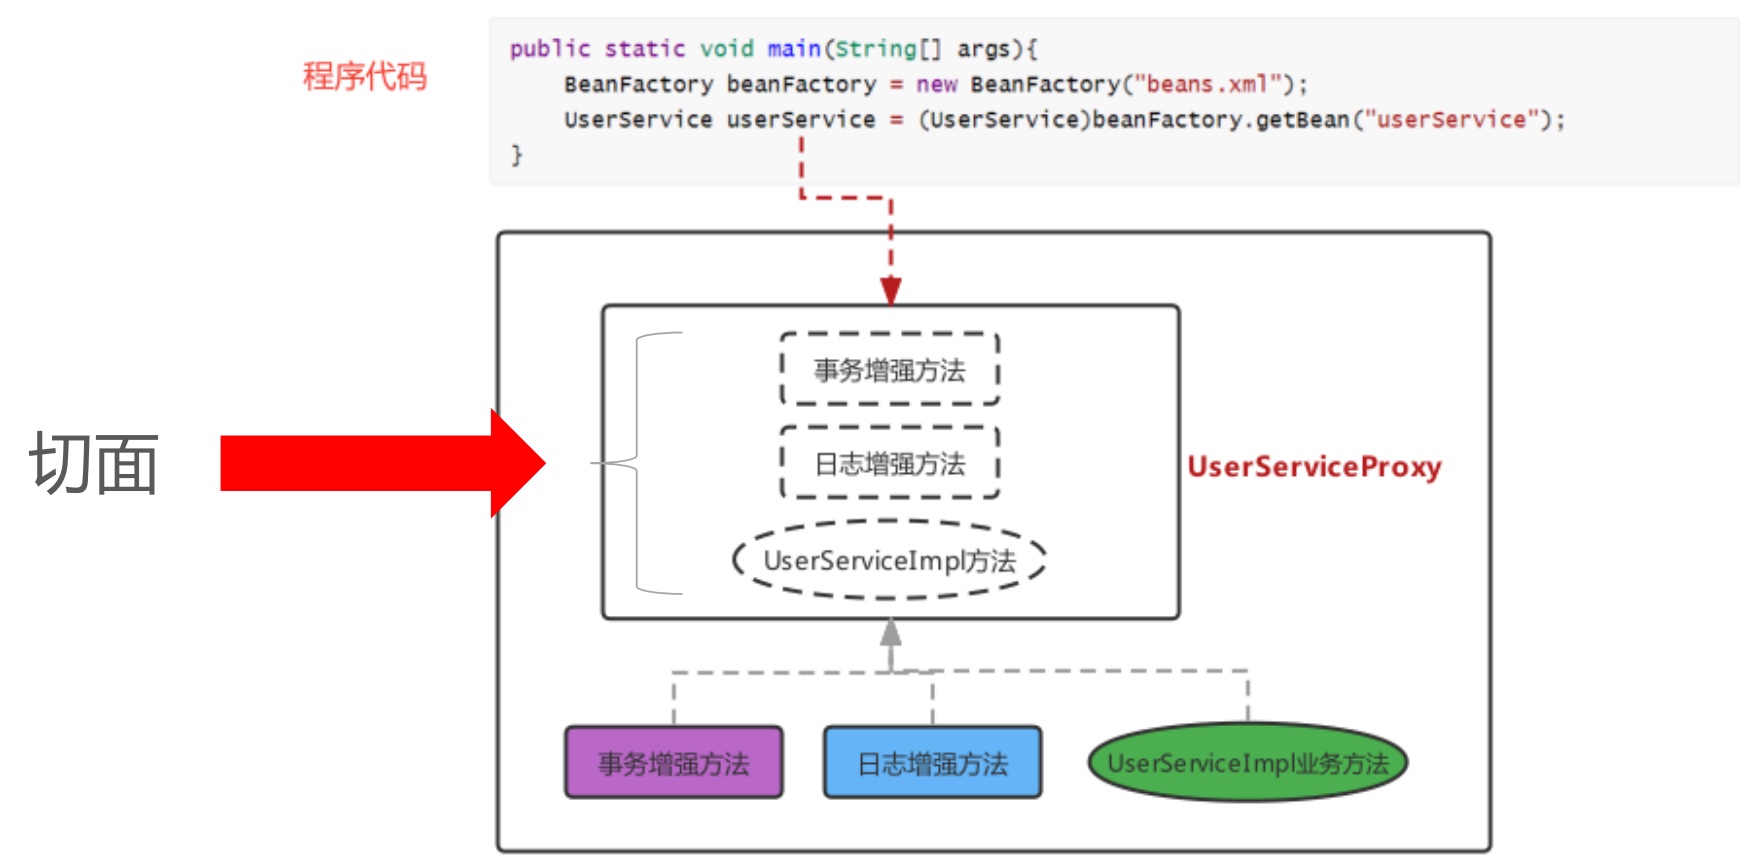 程序代码
public static void main(String[] args){
    BeanFactory beanFactory = new BeanFactory("beans.xml");
    UserService userService = (UserService)beanFactory.getBean("userService");
}
事务增强方法
日志增强方法
切面
UserServiceProxy
UserServiceImpl方法
事务增强方法
日志增强方法
UserServiceImpl业务方法